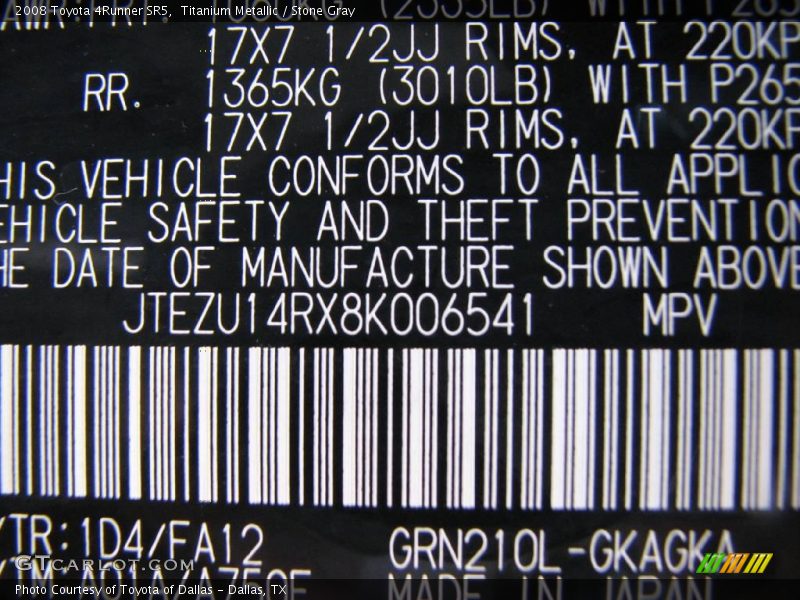 2008 Toyota 4Runner SR5,  Titanium Metallic / Stone Gray
17X7 1/2JJ RIMS, AT 220KP
RR. 1365KG (3010LB) WITH P265
17X7 1/2JJ RIMS, AT 220KP
HIS VEHICLE CONFORMS TO ALL APPLIC
EHICLE SAFETY AND THEFT PREVENTION
HE DATE OF MANUFACTURE SHOWN ABOVE
JTEZU14RX8K006541 MPV
/TR:1D4/FA12 GRN210L-GKAGKA
GTCARLOT.COM
MADE IN JAPAN
Photo Courtesy of Toyota of Dallas – Dallas, TX